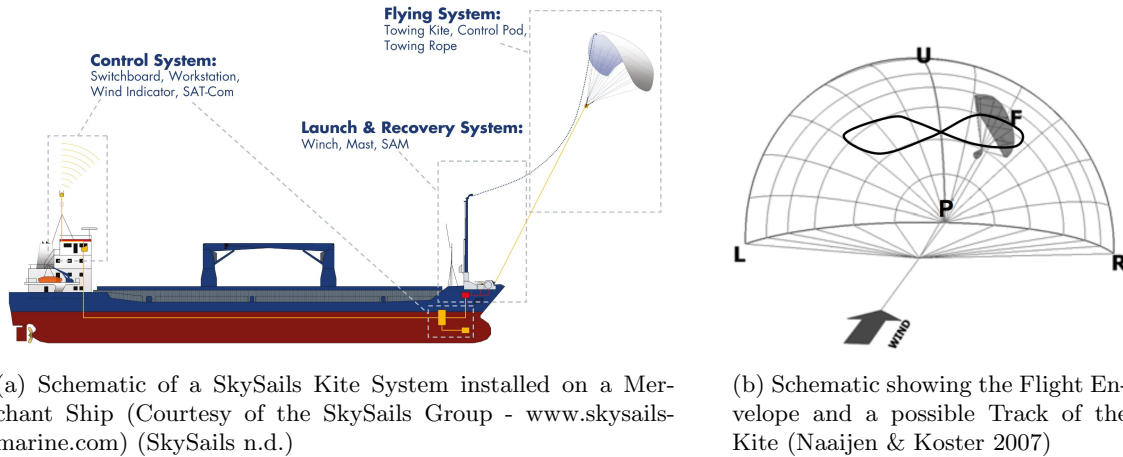 Flying System:
Towing Kite, Control Pod,
Towing Rope
Control System:
Switchboard, Workstation,
Wind Indicator, SAT-Com
Launch & Recovery System:
Winch, Mast, SAM
U
F
P
L
R
WIND
(a) Schematic of a SkySails Kite System installed on a Mer-
chant Ship (Courtesy of the SkySails Group - www.skysails-
marine.com) (SkySails n.d.)
(b) Schematic showing the Flight En-
velope and a possible Track of the
Kite (Naaijen & Koster 2007)